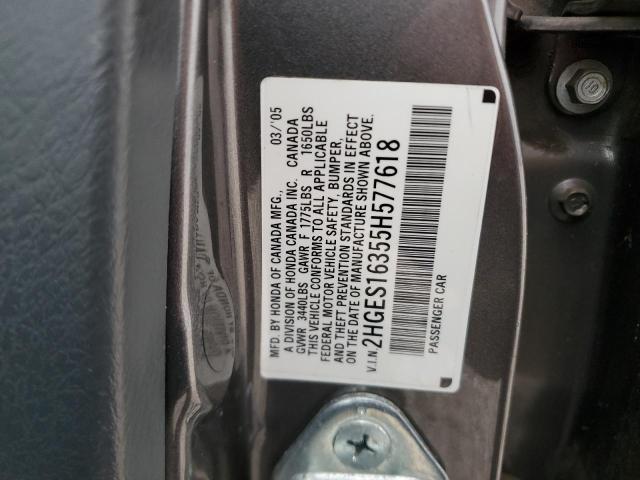 MFD. BY HONDA OF CANADA MFG., 03/'05
A DIVISION OF HONDA CANADA INC. CANADA
GVWR 3440LBS GAWR F 1775LBS R 1650LBS
THIS VEHICLE CONFORMS TO ALL APPLICABLE
FEDERAL MOTOR VEHICLE SAFETY, BUMPER,
AND THEFT PREVENTION STANDARDS IN EFFECT
ON THE DATE OF MANUFACTURE SHOWN ABOVE.
V.I.N. 2HGES16355H577618
PASSENGER CAR
10